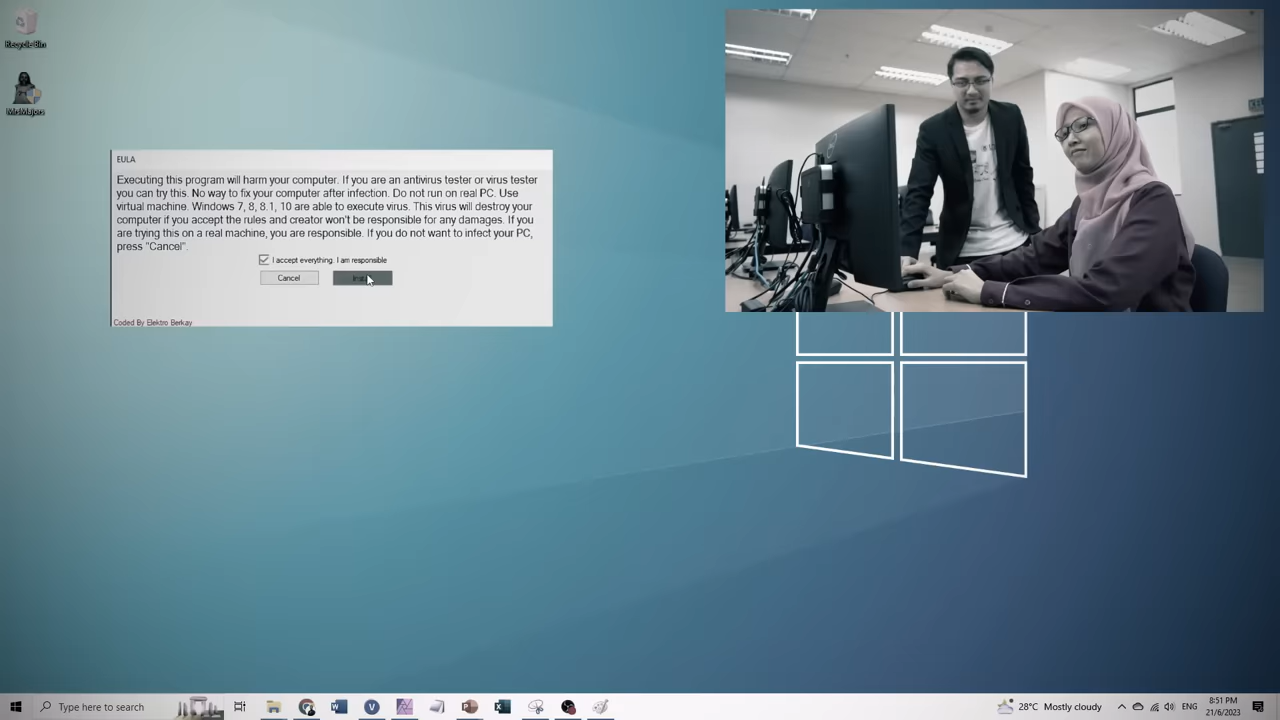 Recycle Bin
MrsMajors
EULA
Executing this program will harm your computer. If you are an antivirus tester or virus tester
you can try this. No way to fix your computer after infection. Do not run on real PC. Use
virtual machine. Windows 7, 8, 8.1, 10 are able to execute virus. This virus will destroy your
computer if you accept the rules and creator won't be responsible for any damages. If you
are trying this on a real machine, you are responsible. If you do not want to infect your PC,
press "Cancel".
I accept everything. I am responsible
Cancel
Coded By Elektro Berkay
Type here to search
28°C Mostly cloudy
ENG
8:51 PM
21/6/2023